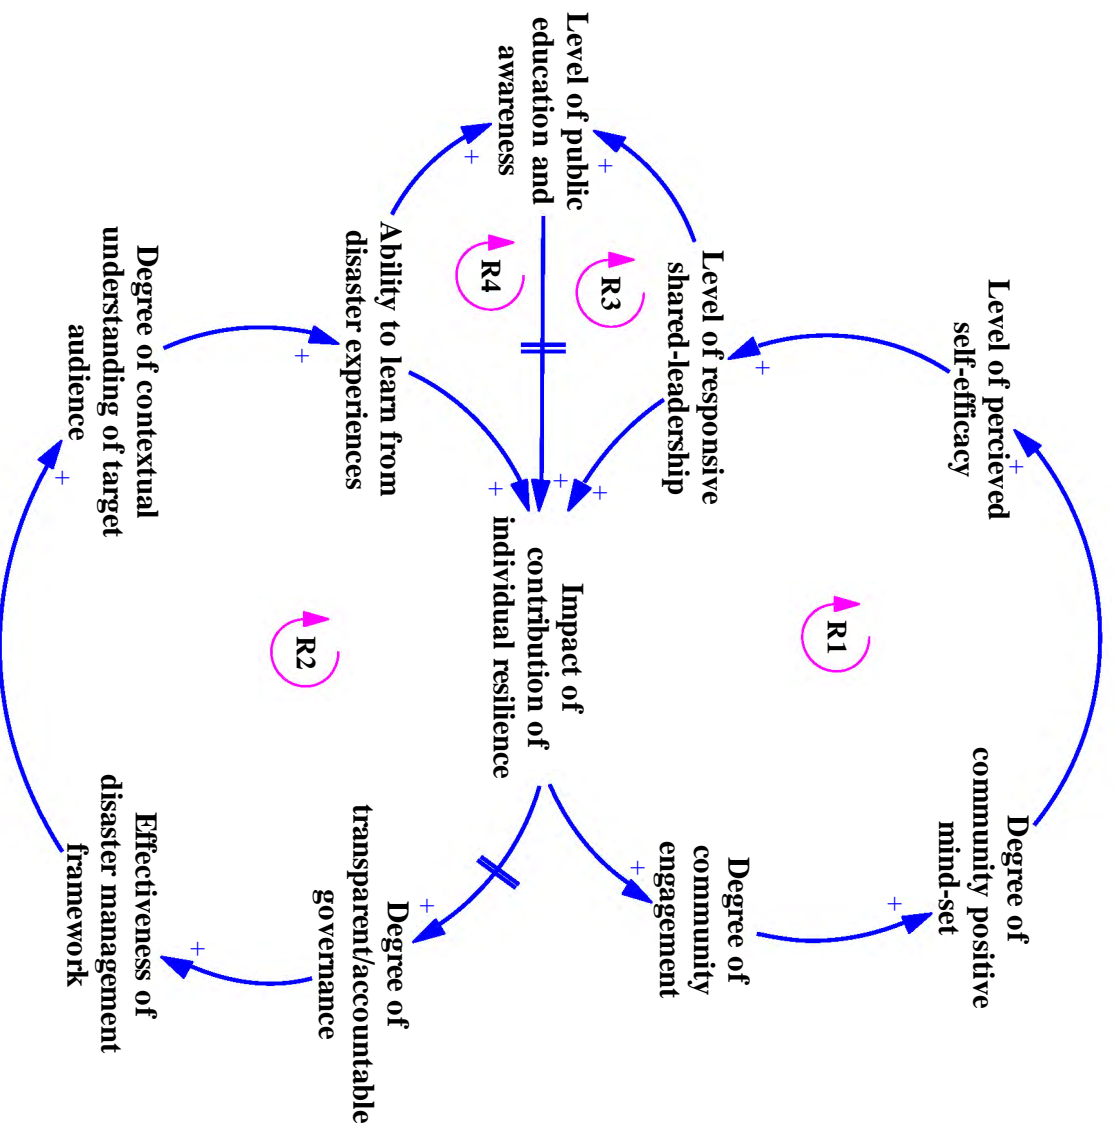 Level of percieved
self-efficacy
Degree of
community positive
mind-set
R1
Level of responsive
shared-leadership
Degree of
community
engagement
R3
Level of public
education and
awareness
Impact of
contribution of
individual resilience
R4
Ability to learn from
disaster experiences
Degree of
transparent/accountable
governance
R2
Degree of contextual
understanding of target
audience
Effectiveness of
disaster management
framework